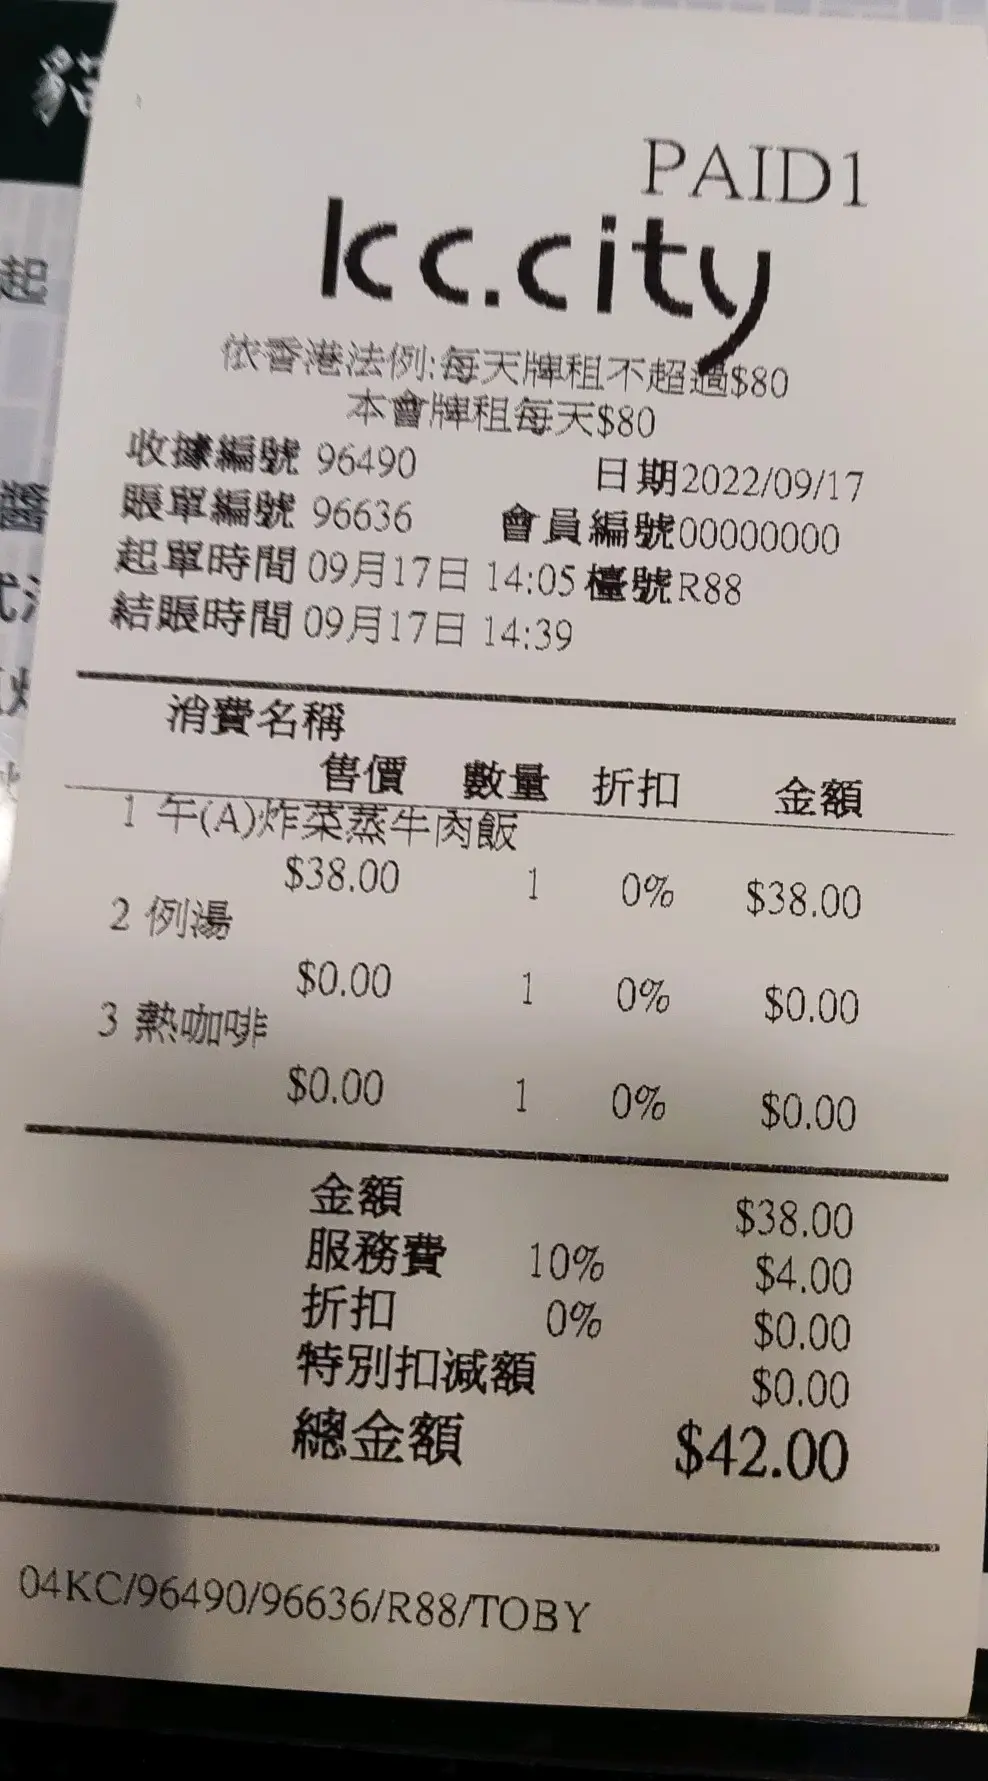 PAID1
kc.city
依香港法例:每天牌租不超過$80
本會牌租每天$80
收據編號 96490 日期2022/09/17
賬單編號 96636 會員編號00000000
起單時間 09月17日 14:05 檯號R88
結賬時間 09月17日 14:39
消費名稱
售價 數量 折扣 金額
1 午(A)炸菜蒸牛肉飯
$38.00 1 0% $38.00
2 例湯
$0.00 1 0% $0.00
3 熱咖啡
$0.00 1 0% $0.00
金額 $38.00
服務費 10% $4.00
折扣 0% $0.00
特別扣減額 $0.00
總金額 $42.00
04KC/96490/96636/R88/TOBY
起
醬